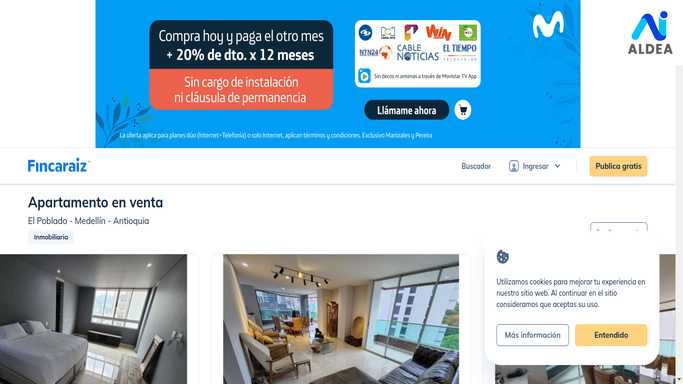 Compra hoy y paga el otro mes
+ 20% de dto. x 12 meses
Sin cargo de instalación
ni cláusula de permanencia
WIN
NTN24
CABLE
NOTICIAS
EL TIEMPO
TELEVISIÓN
Sin decos ni antenas a través de Movistar TV App
Llámame ahora
La oferta aplica para planes dúo (Internet+Telefonía) o solo Internet, aplican términos y condiciones. Exclusivo Manizales y Pereira
ALDEA
Fincaraiz
Buscador
Ingresar
Publica gratis
Apartamento en venta
El Poblado - Medellín - Antioquia
Inmobiliaria
Utilizamos cookies para mejorar tu experiencia en
nuestro sitio web. Al continuar en el sitio
consideramos que aceptas su uso.
Más información
Entendido